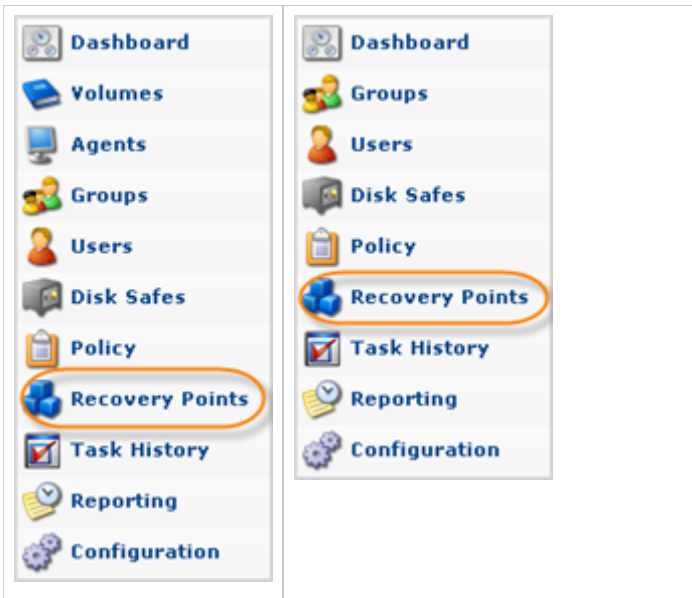 Dashboard
Volumes
Agents
Groups
Users
Disk Safes
Policy
Recovery Points
Task History
Reporting
Configuration
Dashboard
Groups
Users
Disk Safes
Policy
Recovery Points
Task History
Reporting
Configuration